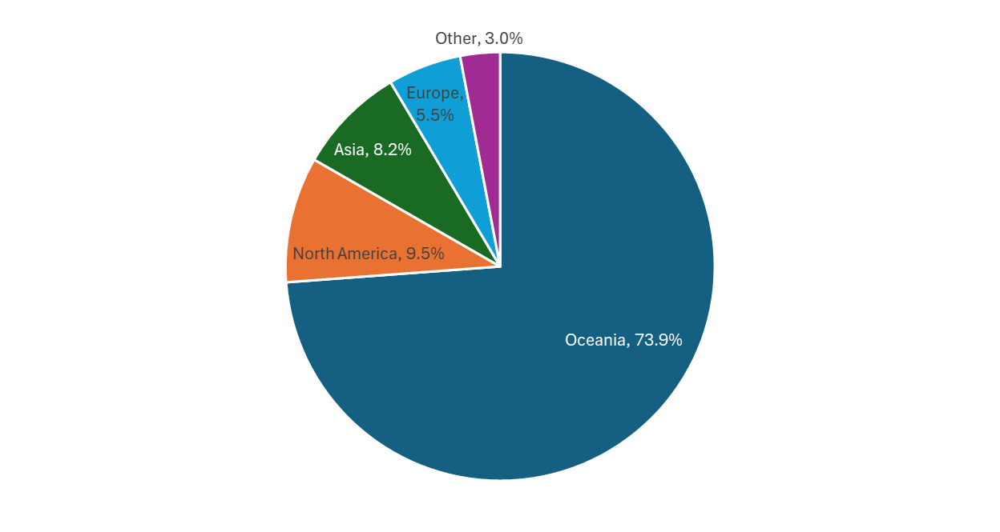 Other, 3.0%
Europe,
5.5%
Asia, 8.2%
North America, 9.5%
Oceania, 73.9%